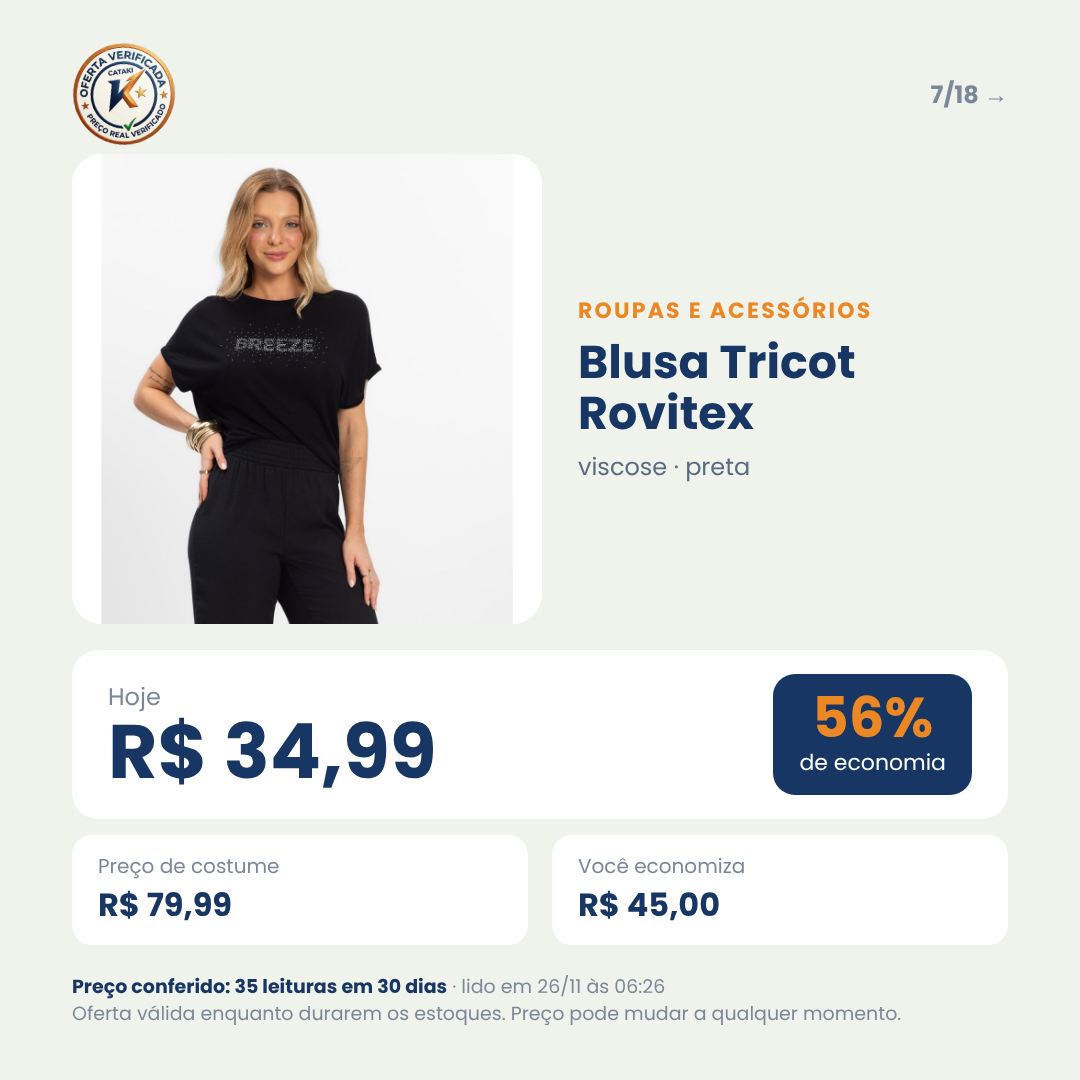 OFERTA VERIFICADA
CATAKI
K
PREÇO REAL VERIFICADO
7/18 →
BREEZE
ROUPAS E ACESSÓRIOS
Blusa Tricot
Rovitex
viscose · preta
Hoje
R$ 34,99
56%
de economia
Preço de costume
R$ 79,99
Você economiza
R$ 45,00
Preço conferido: 35 leituras em 30 dias · lido em 26/11 às 06:26
Oferta válida enquanto durarem os estoques. Preço pode mudar a qualquer momento.